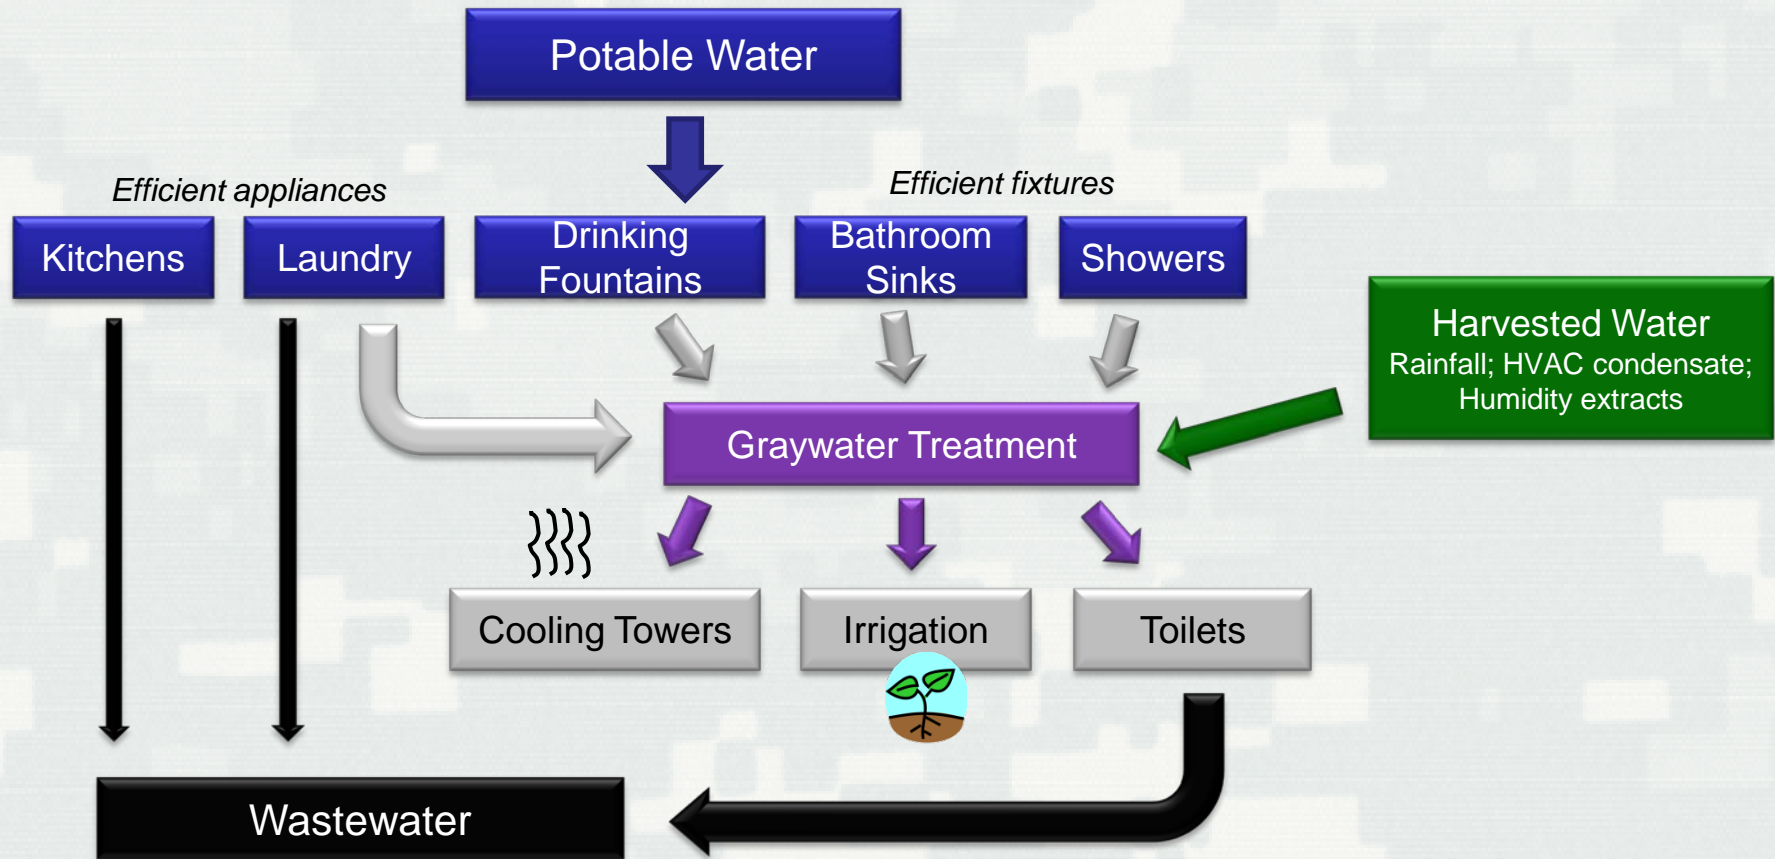 Potable Water
Efficient appliances
Efficient fixtures
Kitchens
Laundry
Drinking
Fountains
Bathroom
Sinks
Showers
Harvested Water
Rainfall; HVAC condensate;
Humidity extracts
Graywater Treatment
Cooling Towers
Irrigation
Toilets
Wastewater